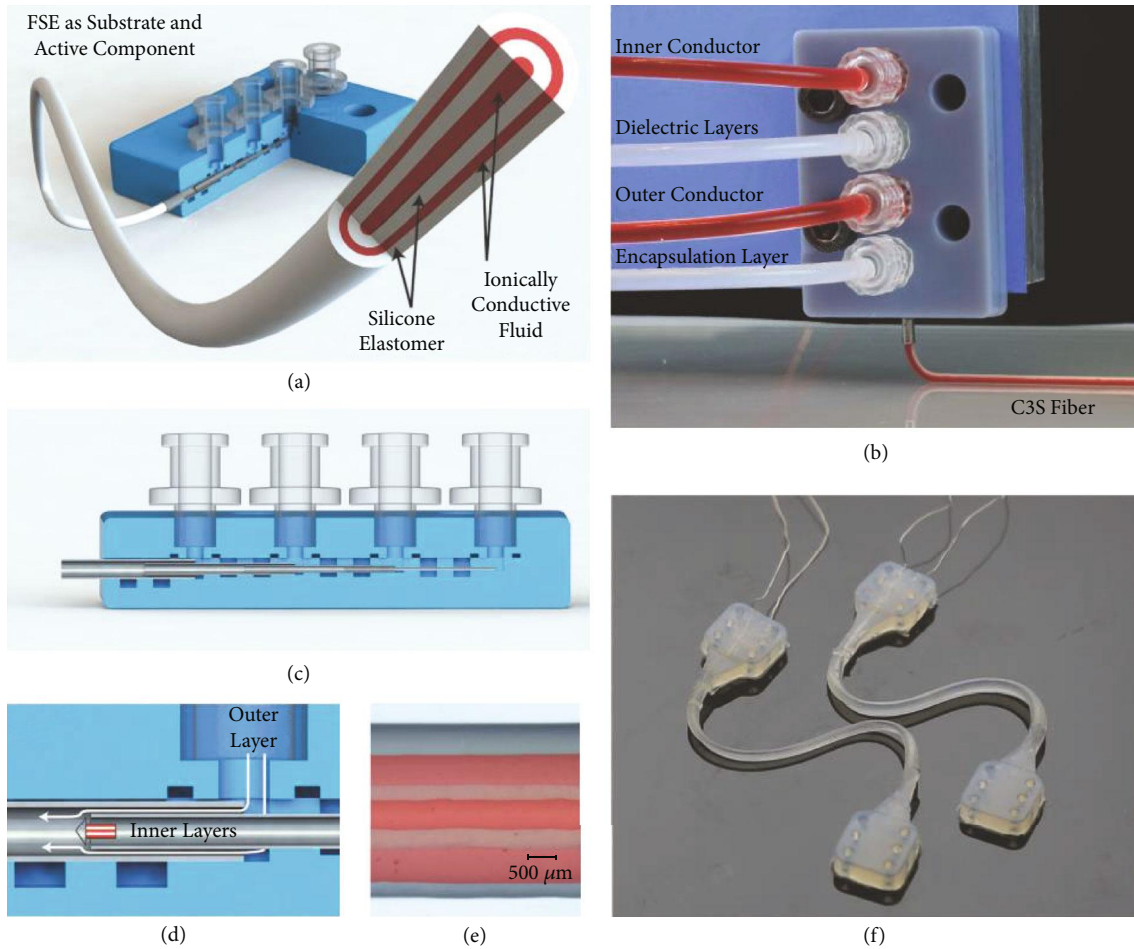 FSE as Substrate and
Active Component
Silicone
Elastomer
Ionically
Conductive
Fluid
(a)
Inner Conductor
Dielectric Layers
Outer Conductor
Encapsulation Layer
C3S Fiber
(b)
(c)
Outer
Layer
Inner Layers
(d)
500 μm
(e)
(f)